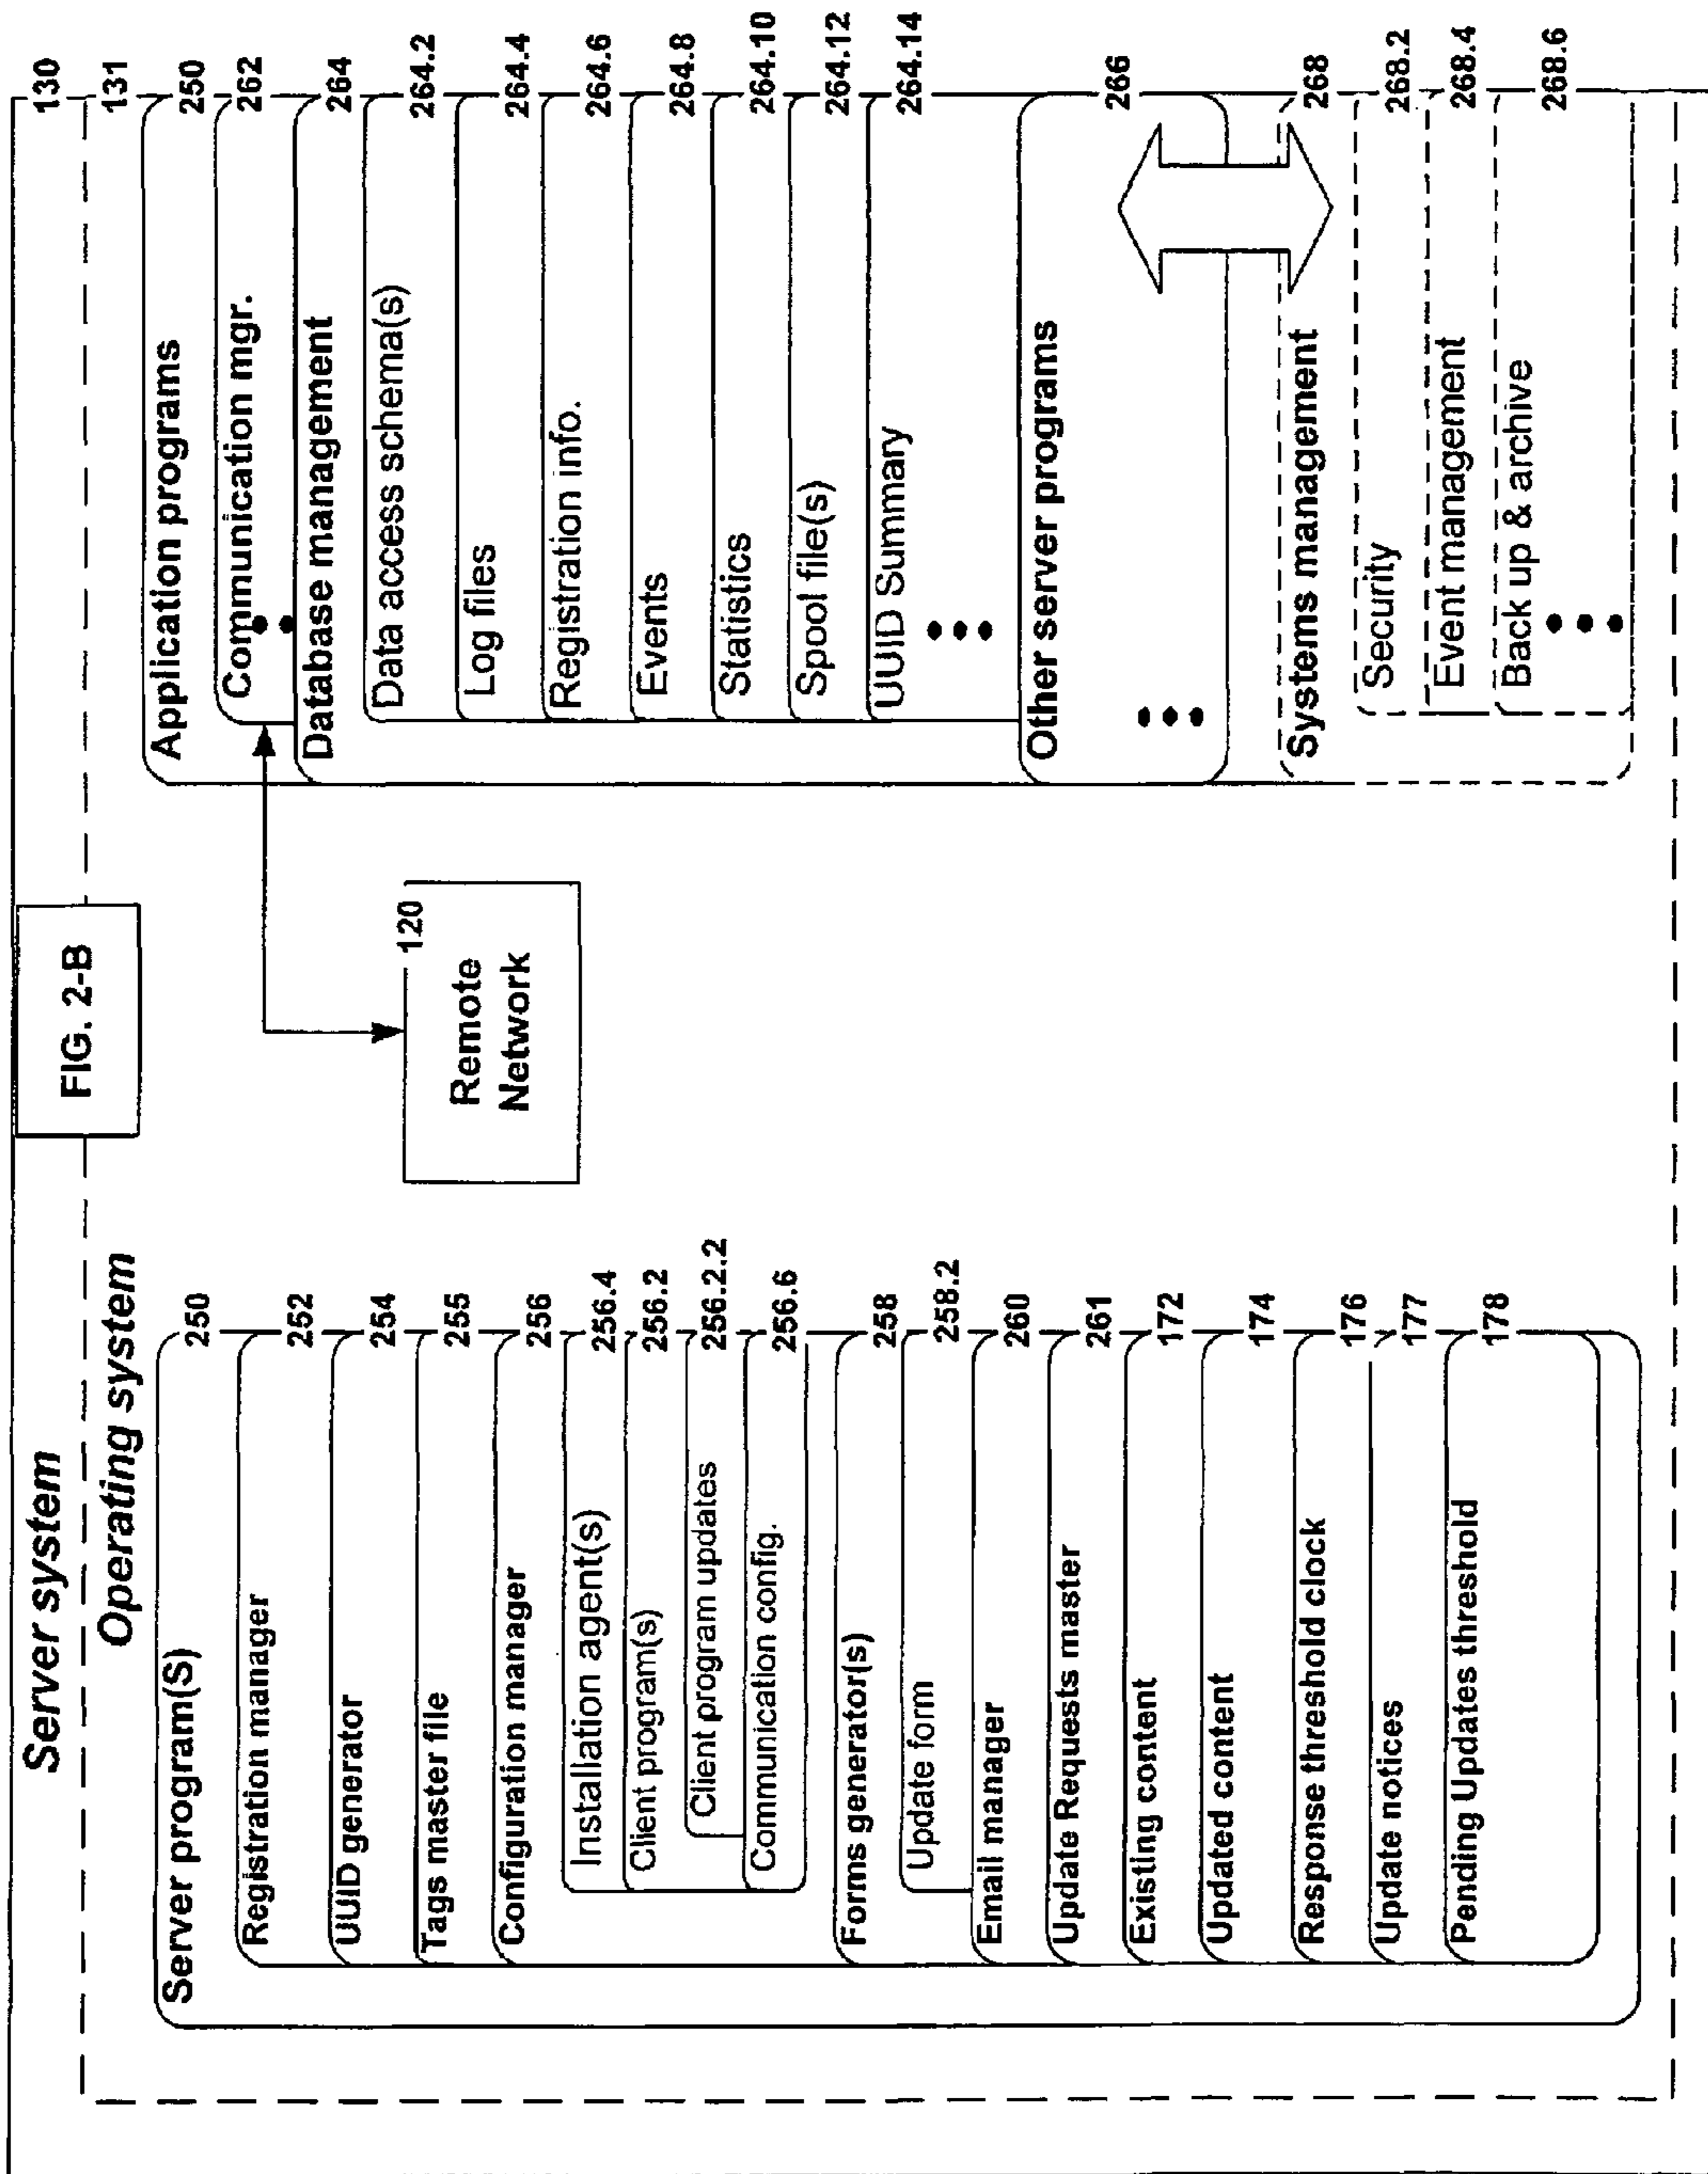 FIG. 2-B
Server system 130
Operating system 131
Server program(S) 250
Registration manager 252
UUID generator 254
Tags master file 255
Configuration manager 256
Installation agent(s) 256.4
Client program(s) 256.2
Client program updates 256.2.2
Communication config. 256.6
Forms generator(s) 258
Update form 258.2
Email manager 260
Update Requests master 261
Existing content 172
Updated content 174
Response threshold clock 176
Update notices 177
Pending Updates threshold 178
120
Remote
Network
Application programs 250
Communication mgr. 262
Database management 264
Data access schema(s) 264.2
Log files 264.4
Registration info. 264.6
Events 264.8
Statistics 264.10
Spool file(s) 264.12
UUID Summary 264.14
Other server programs 266
Systems management 268
Security 268.2
Event management 268.4
Back up & archive 268.6